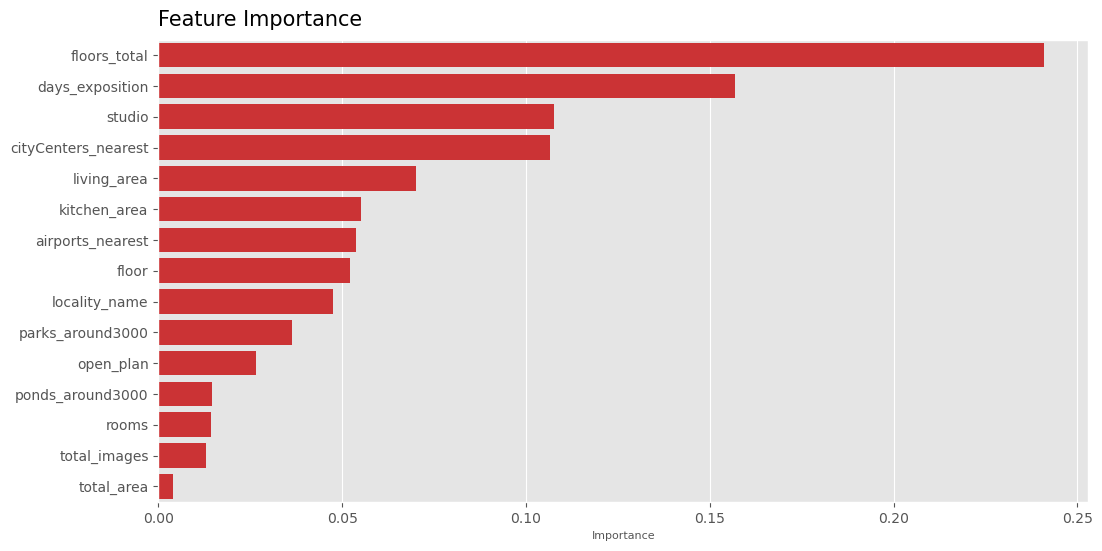 Feature Importance
floors_total
days_exposition
studio
cityCenters_nearest
living_area
kitchen_area
airports_nearest
floor
locality_name
parks_around3000
open_plan
ponds_around3000
rooms
total_images
total_area
0.00 0.05 0.10 0.15 0.20 0.25
Importance